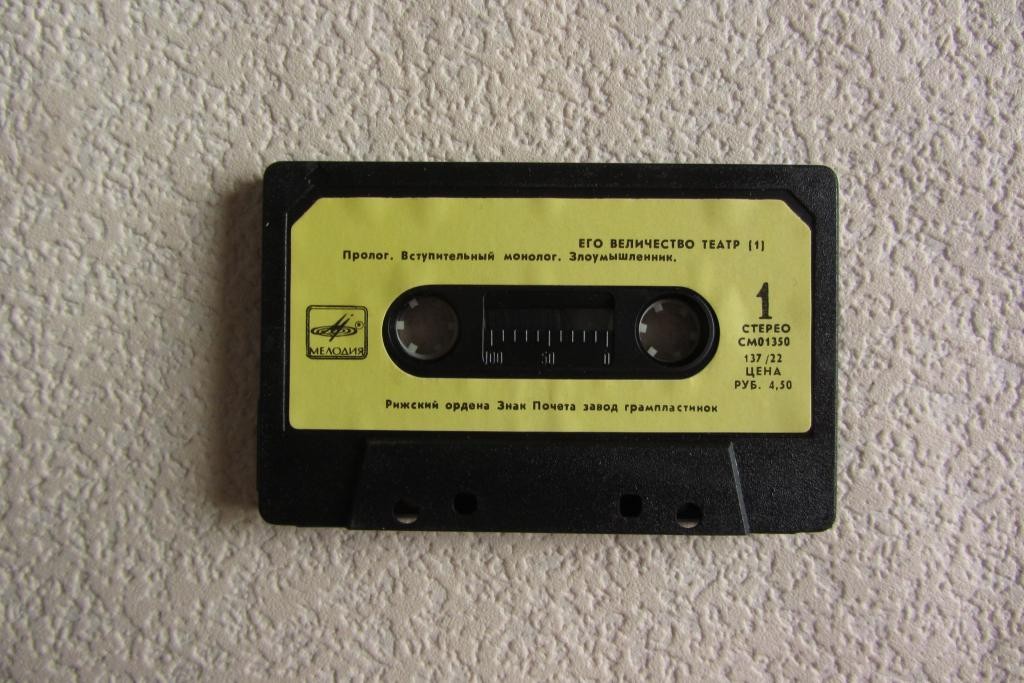 ЕГО ВЕЛИЧЕСТВО ТЕАТР (1)
Пролог. Вступительный монолог. Злоумышленник.
МЕЛОДИЯ
®
1
СТЕРЕО
СМ01350
137/22
ЦЕНА
РУБ. 4,50
100 50 0
Рижский ордена Знак Почета завод грампластинок